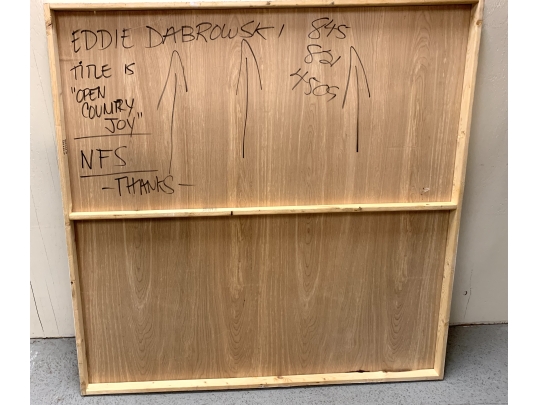 EDDIE DABROWSKI
TITLE IS
"OPEN
COUNTRY
JOY"
NFS
-THANKS-
845
821
4505